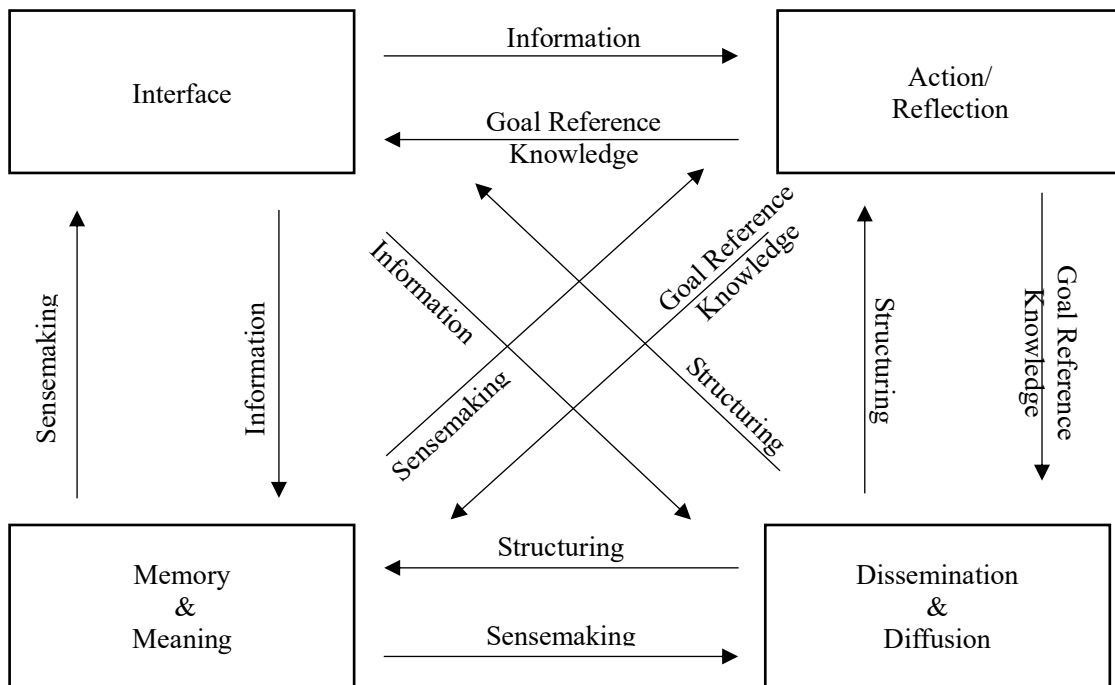 Information
Interface
Action/
Reflection
Goal Reference
Knowledge
Information
Goal Reference
Knowledge
Sensemaking
Information
Sensemaking
Structuring
Structuring
Goal Reference
Knowledge
Structuring
Memory
&
Meaning
Dissemination
&
Diffusion
Sensemaking